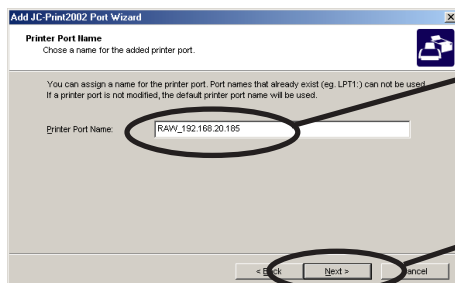 Add JC-Print2002 Port Wizard
Printer Port Name
Chose a name for the added printer port.
You can assign a name for the printer port. Port names that already exist (eg. LPT1:) can not be used.
If a printer port is not modified, the default printer port name will be used.
Printer Port Name:
RAW_192.168.20.185
< Back
Next >
Cancel